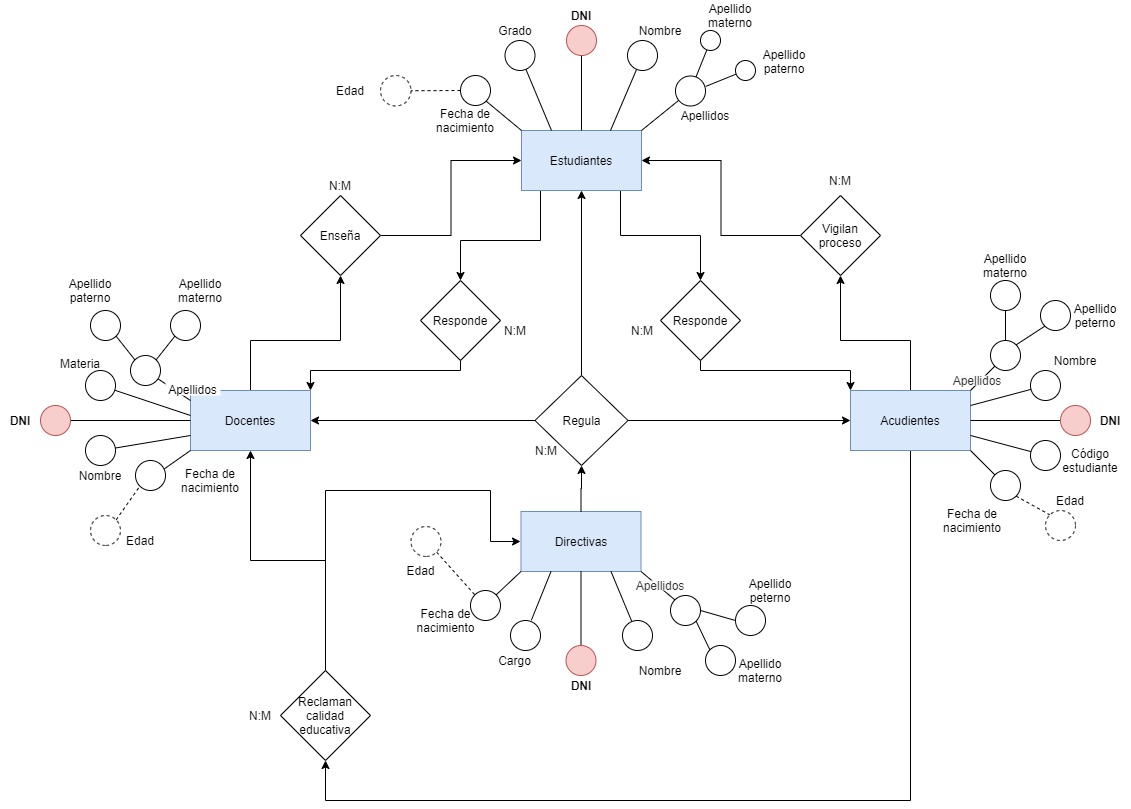 DNI
Apellido
materno
Grado
Nombre
Apellido
paterno
Edad
Fecha de
nacimiento
Apellidos
Estudiantes
N:M
N:M
Enseña
Vigilan
proceso
Apellido
paterno
Apellido
materno
Apellido
materno
Responde
N:M
N:M
Responde
Apellido
peterno
Materia
Apellidos
Nombre
Apellidos
DNI
Docentes
Regula
N:M
Acudientes
DNI
Nombre
Fecha de
nacimiento
Código
estudiante
Edad
Fecha de
nacimiento
Edad
Directivas
Edad
Apellidos
Apellido
peterno
Fecha de
nacimiento
Cargo
DNI
Nombre
Apellido
materno
N:M
Reclaman
calidad
educativa